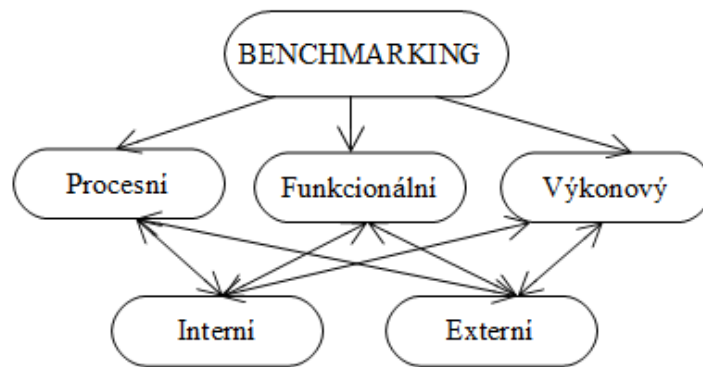 BENCHMARKING
Procesní
Funkcionální
Výkonový
Interní
Externí